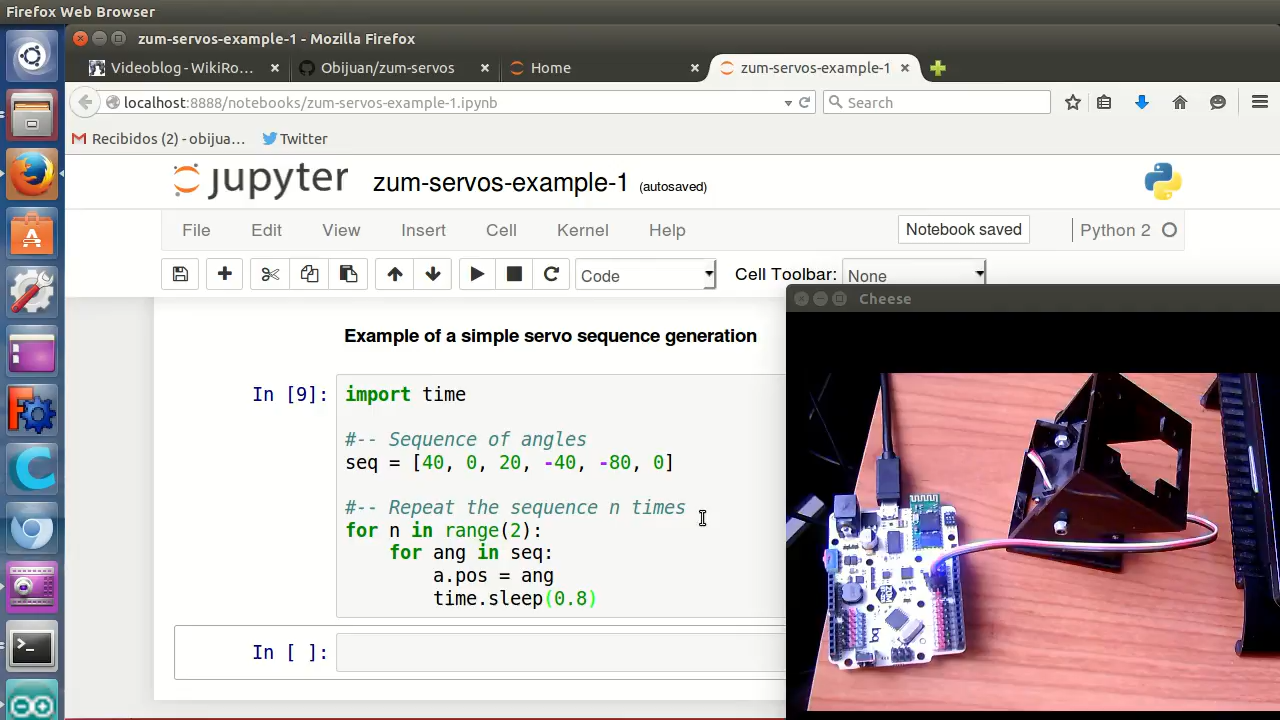 Firefox Web Browser
zum-servos-example-1 - Mozilla Firefox
Videoblog - WikiRo... Obijuan/zum-servos Home zum-servos-example-1
localhost:8888/notebooks/zum-servos-example-1.ipynb Search
Recibidos (2) - obijua... Twitter
jupyter zum-servos-example-1 (autosaved)
File Edit View Insert Cell Kernel Help Notebook saved Python 2
Code Cell Toolbar: None
Cheese
Example of a simple servo sequence generation
In [9]: import time
#-- Sequence of angles
seq = [40, 0, 20, -40, -80, 0]
#-- Repeat the sequence n times
for n in range(2):
for ang in seq:
a.pos = ang
time.sleep(0.8)
In [ ]:
bq